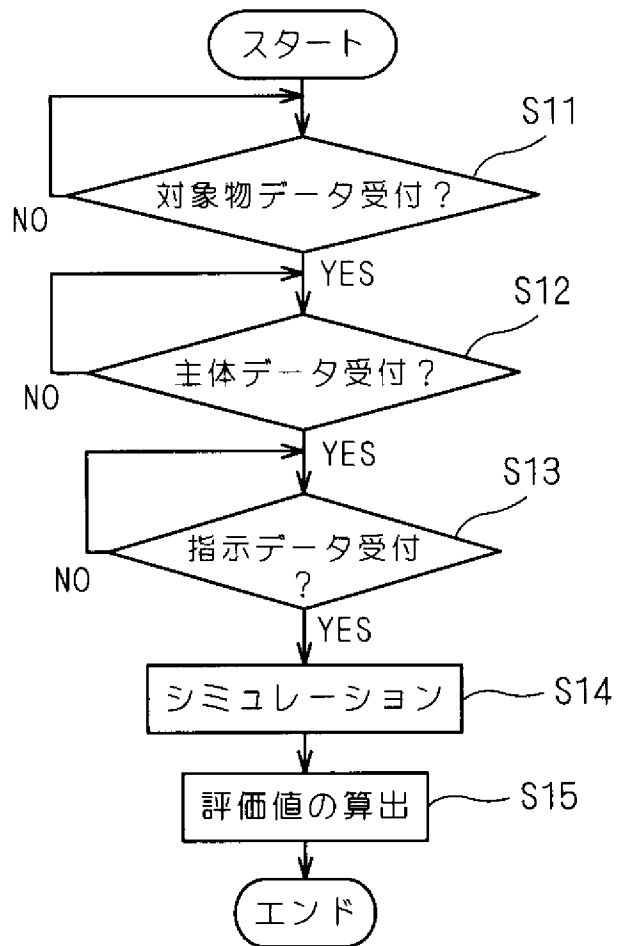 スタート
S11
対象物データ受付?
NO
YES
S12
主体データ受付?
NO
YES
S13
指示データ受付
?
NO
YES
シミュレーション
S14
評価値の算出
S15
エンド